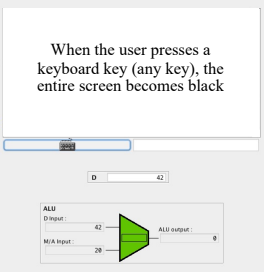 When the user presses a
keyboard key (any key), the
entire screen becomes black
D 42
ALU
D Input :
42
ALU output :
0
M/A Input :
20